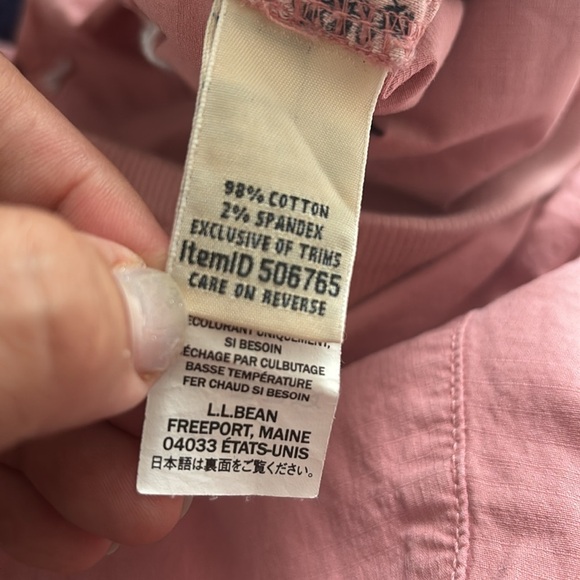 98% COTTON
2% SPANDEX
EXCLUSIVE OF TRIMS
ItemID 506765
CARE ON REVERSE
UNIQUEMENT,
SI BESOIN
SÉCHAGE PAR CULBUTAGE
BASSE TEMPÉRATURE
FER CHAUD SI BESOIN
L.L.BEAN
FREEPORT, MAINE
04033 ÉTATS-UNIS
日本語は裏面をご覧ください。